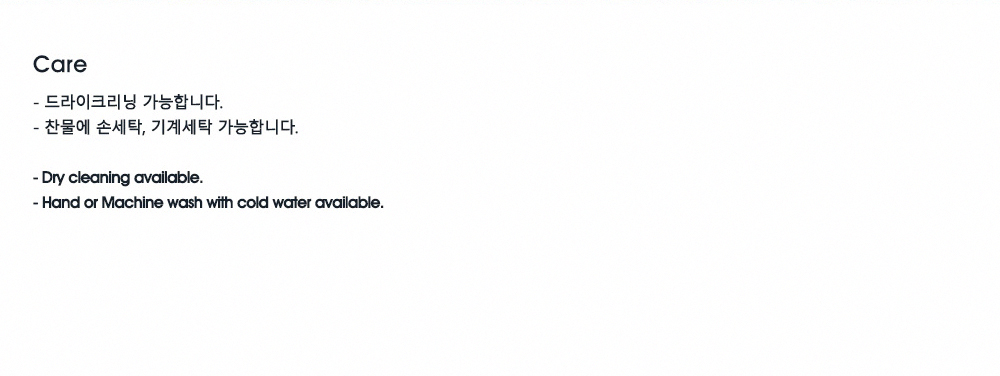 Care
- 드라이크리닝 가능합니다.
- 찬물에 손세탁, 기계세탁 가능합니다.
- Dry cleaning available.
- Hand or Machine wash with cold water available.